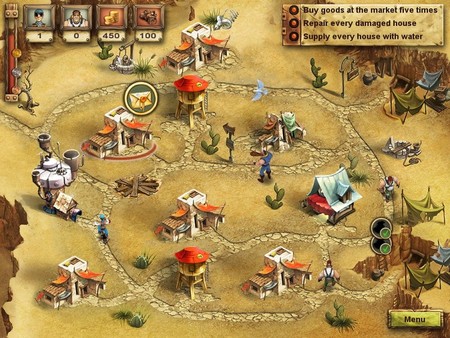 Buy goods at the market five times
Repair every damaged house
Supply every house with water
1 0 450 100
Menu